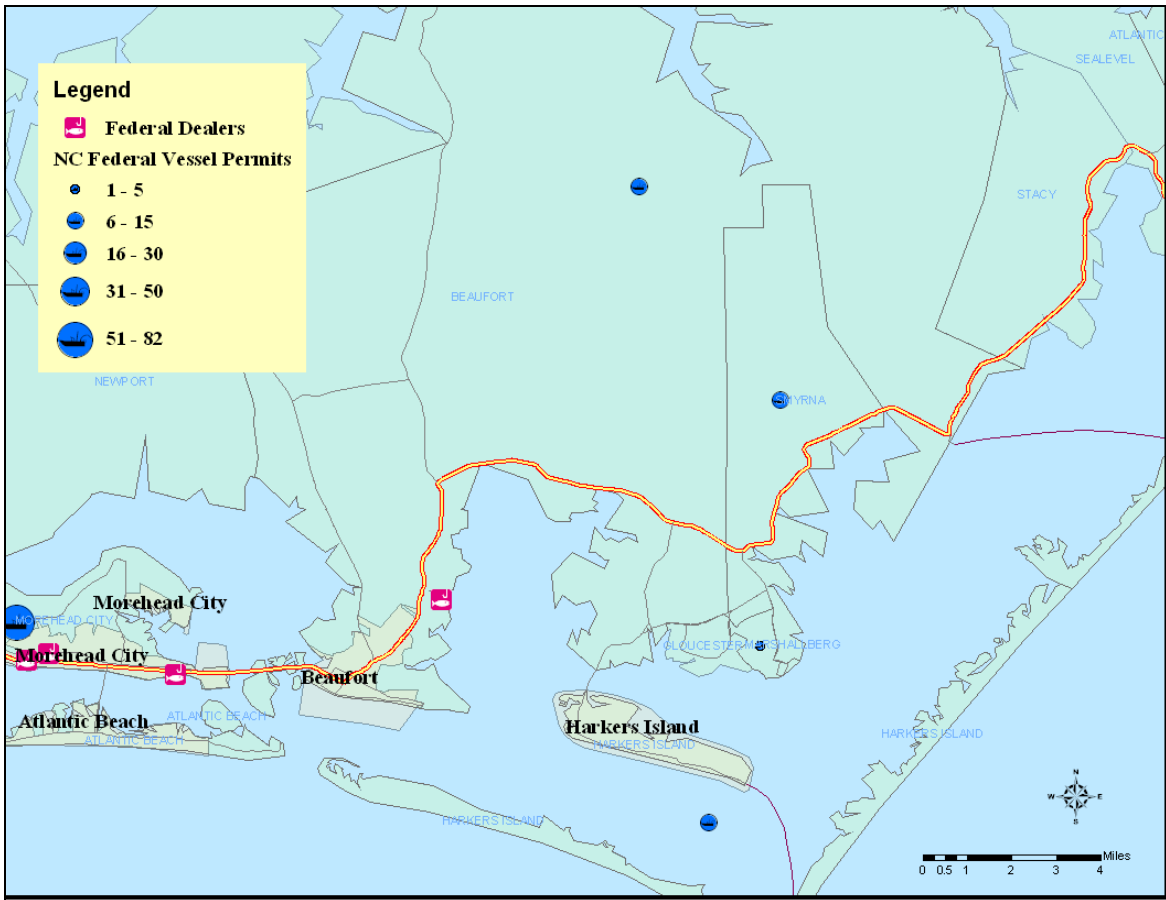 ATLANTIC
SEALEVEL
Legend
Federal Dealers
NC Federal Vessel Permits
1 - 5
6 - 15
16 - 30
31 - 50
51 - 82
STACY
BEAUFORT
NEWPORT
SMYRNA
Morehead City
MOREHEAD CITY
GLOUCESTER
MARSHALLBERG
Morehead City
Beaufort
Atlantic Beach
ATLANTIC BEACH
ATLANTIC BEACH
Harkers Island
HARKERS ISLAND
HARKERS ISLAND
HARKERS ISLAND
N
W E
S
Miles
0 0.5 1 2 3 4